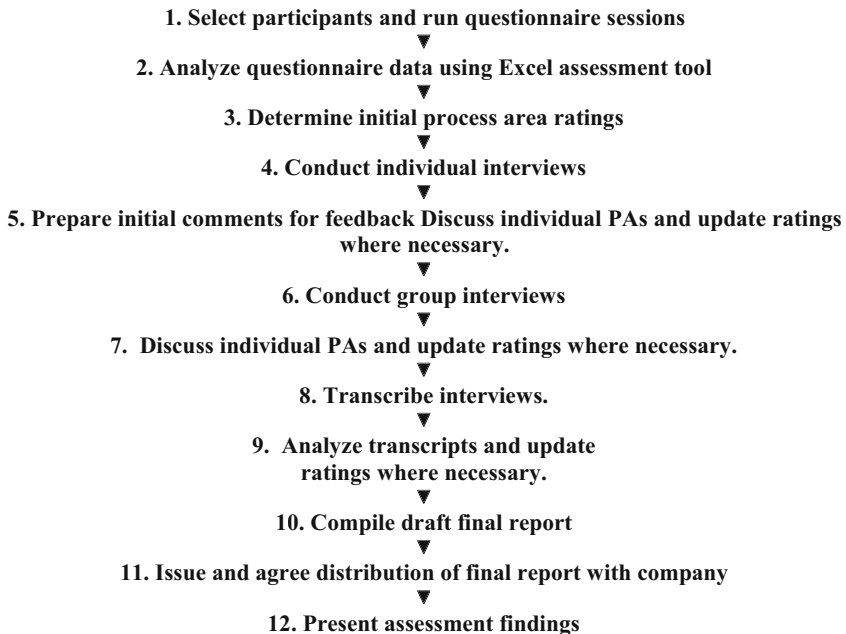 1. Select participants and run questionnaire sessions
2. Analyze questionnaire data using Excel assessment tool
3. Determine initial process area ratings
4. Conduct individual interviews
5. Prepare initial comments for feedback Discuss individual PAs and update ratings
where necessary.
6. Conduct group interviews
7.  Discuss individual PAs and update ratings where necessary.
8. Transcribe interviews.
9.  Analyze transcripts and update
ratings where necessary.
10. Compile draft final report
11. Issue and agree distribution of final report with company
12. Present assessment findings